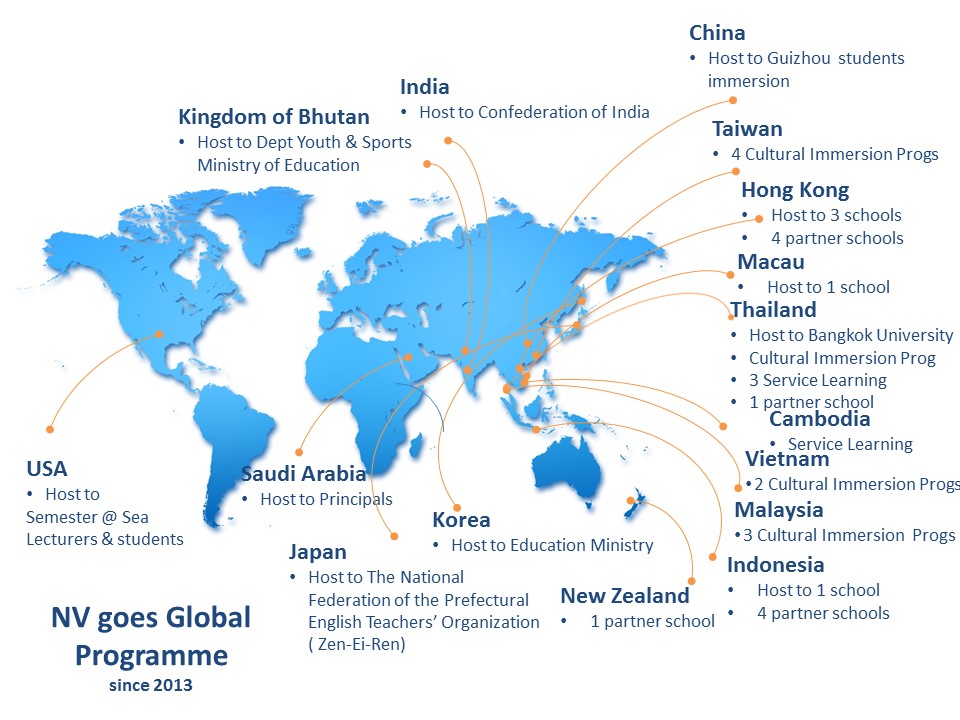 China
• Host to Guizhou students
immersion
India
• Host to Confederation of India
Kingdom of Bhutan
• Host to Dept Youth & Sports
Ministry of Education
Taiwan
• 4 Cultural Immersion Progs
Hong Kong
• Host to 3 schools
• 4 partner schools
Macau
• Host to 1 school
Thailand
• Host to Bangkok University
• Cultural Immersion Prog
• 3 Service Learning
• 1 partner school
Cambodia
• Service Learning
Vietnam
• 2 Cultural Immersion Progs
Malaysia
• 3 Cultural Immersion Progs
Indonesia
• Host to 1 school
• 4 partner schools
USA
• Host to
Semester @ Sea
Lecturers & students
Saudi Arabia
• Host to Principals
Korea
• Host to Education Ministry
Japan
• Host to The National
Federation of the Prefectural
English Teachers’ Organization
( Zen-Ei-Ren)
New Zealand
• 1 partner school
NV goes Global
Programme
since 2013